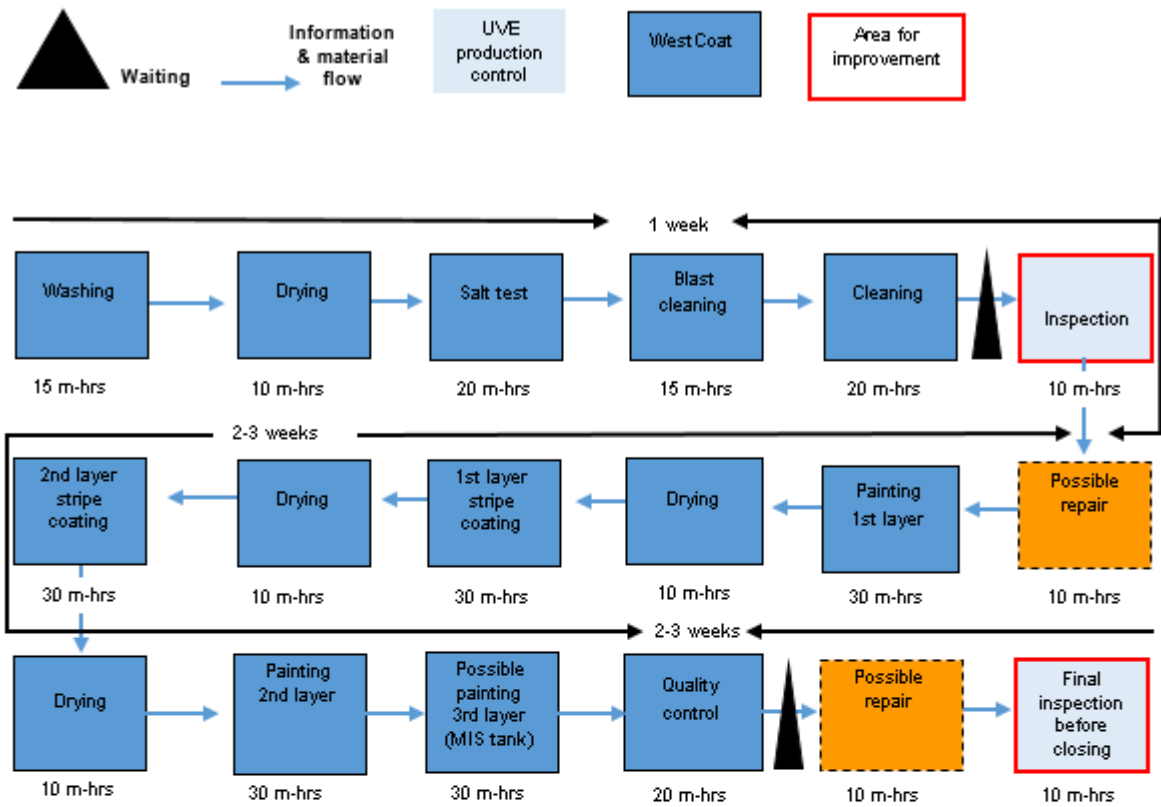 Waiting
Information
& material
flow
UVE
production
control
WestCoat
Area for
improvement
1 week
Washing
Drying
Salt test
Blast
cleaning
Cleaning
Inspection
15 m-hrs
10 m-hrs
20 m-hrs
15 m-hrs
20 m-hrs
10 m-hrs
2-3 weeks
2nd layer
stripe
coating
Drying
1st layer
stripe
coating
Drying
Painting
1st layer
Possible
repair
30 m-hrs
10 m-hrs
30 m-hrs
10 m-hrs
30 m-hrs
10 m-hrs
2-3 weeks
Drying
Painting
2nd layer
Possible
painting
3rd layer
(MIS tank)
Quality
control
Possible
repair
Final
inspection
before
closing
10 m-hrs
30 m-hrs
30 m-hrs
20 m-hrs
10 m-hrs
10 m-hrs